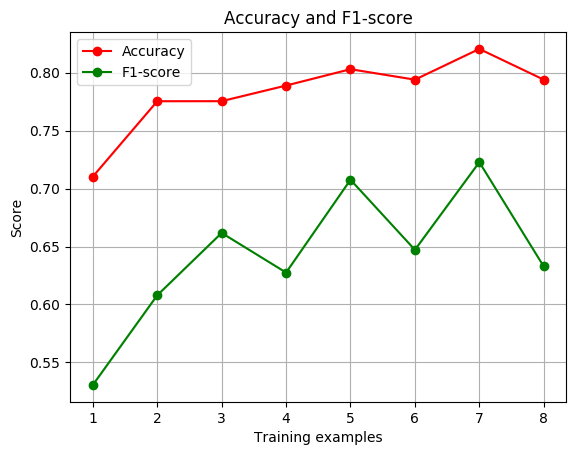 Accuracy and F1-score
Accuracy
F1-score
0.80
0.75
0.70
0.65
0.60
0.55
Score
1 2 3 4 5 6 7 8
Training examples